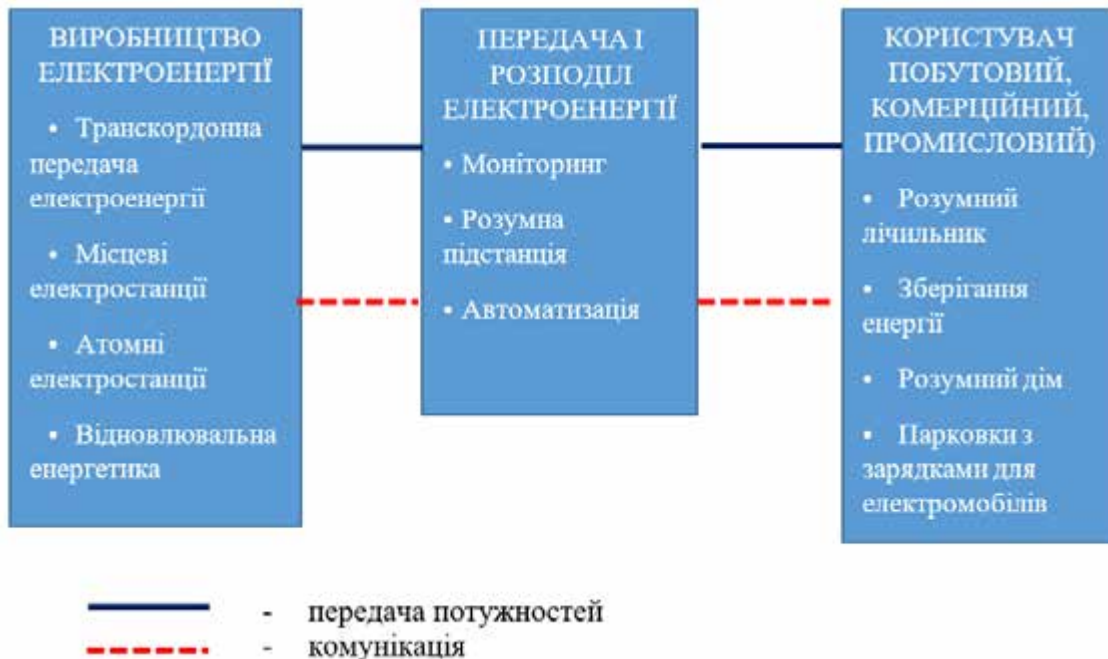 ВИРОБНИЦТВО
ЕЛЕКТРОЕНЕРГІЇ
• Транскордонна
передача
електроенергії
• Місцеві
електростанції
• Атомні
електростанції
• Відновлювальна
енергетика
ПЕРЕДАЧА І
РОЗПОДІЛ
ЕЛЕКТРОЕНЕРГІЇ
• Моніторинг
• Розумна
підстанція
• Автоматизація
КОРИСТУВАЧ
ПОБУТОВИЙ,
КОМЕРЦІЙНИЙ,
ПРОМИСЛОВИЙ)
• Розумний
лічильник
• Зберігання
енергії
• Розумний дім
• Парковки з
зарядками для
електромобілів
- передача потужностей
- комунікація